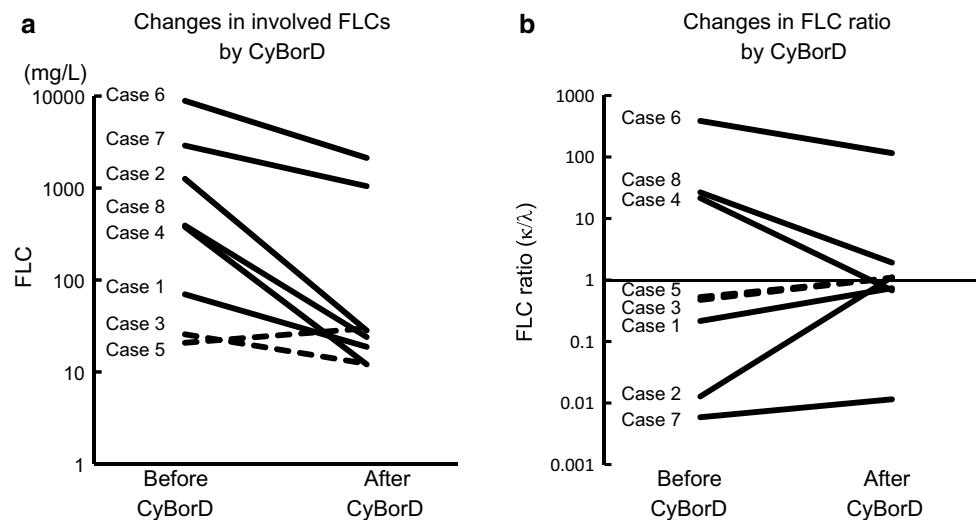 a
Changes in involved FLCs
by CyBorD
(mg/L)
10000
1000
100
10
1
FLC
Case 6
Case 7
Case 2
Case 8
Case 4
Case 1
Case 3
Case 5
Before
CyBorD
After
CyBorD
b
Changes in FLC ratio
by CyBorD
1000
100
10
1
0.1
0.01
0.001
FLC ratio (κ/λ)
Case 6
Case 8
Case 4
Case 5
Case 3
Case 1
Case 2
Case 7
Before
CyBorD
After
CyBorD